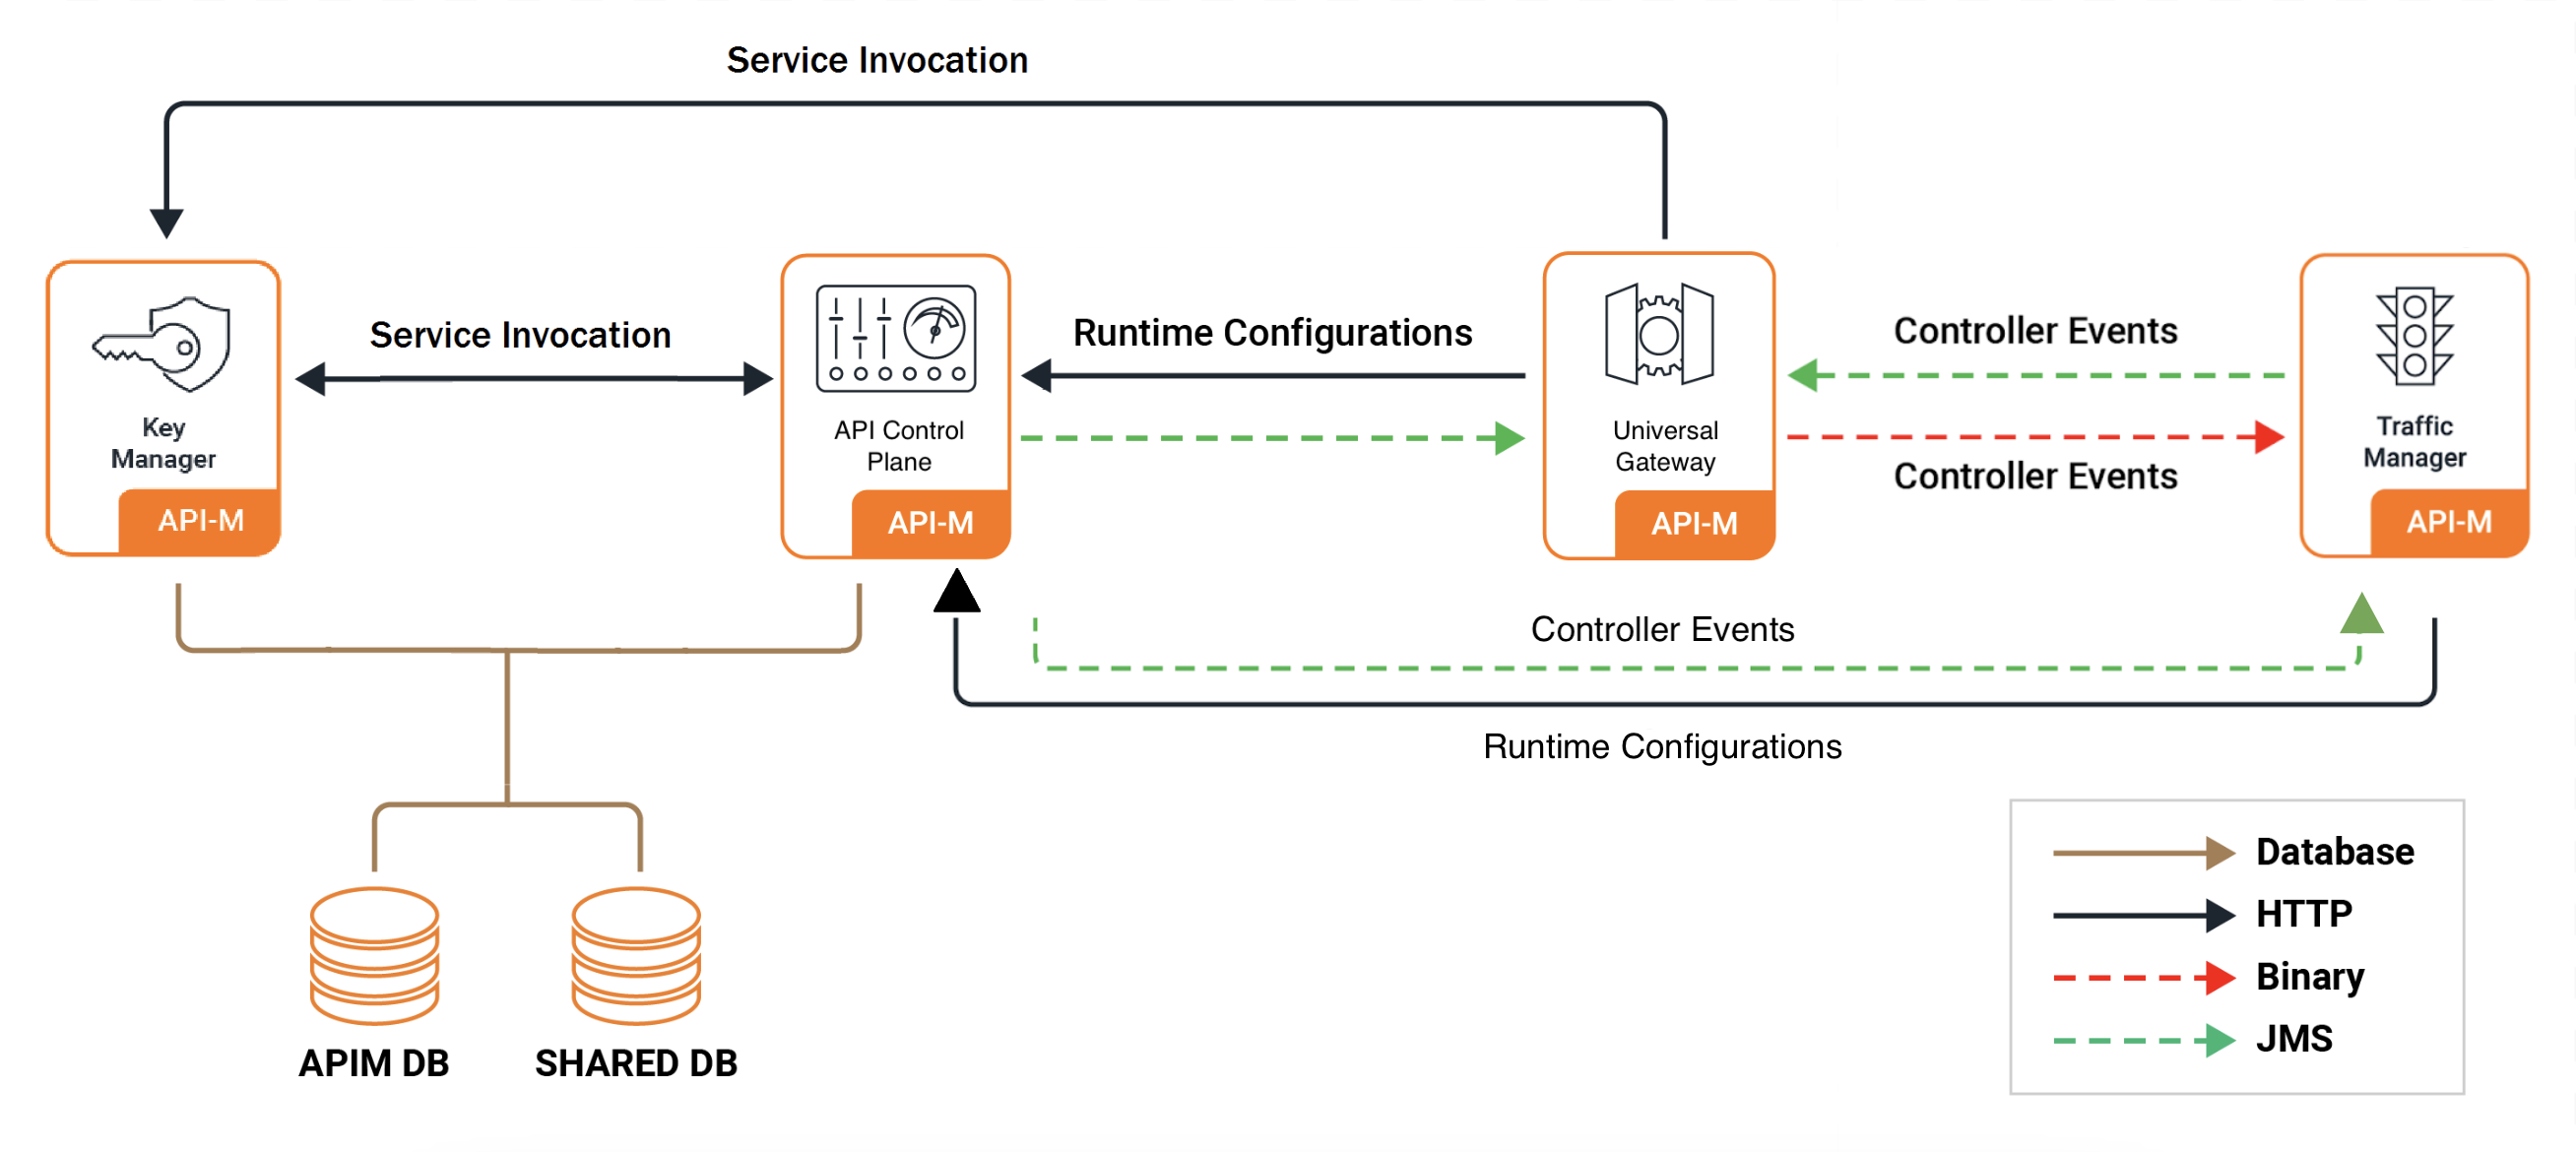 Service Invocation
Service Invocation
Runtime Configurations
Controller Events
Key
Manager
API-M
API Control
Plane
API-M
Universal
Gateway
API-M
Controller Events
Traffic
Manager
API-M
Controller Events
Runtime Configurations
APIM DB
SHARED DB
Database
HTTP
Binary
JMS